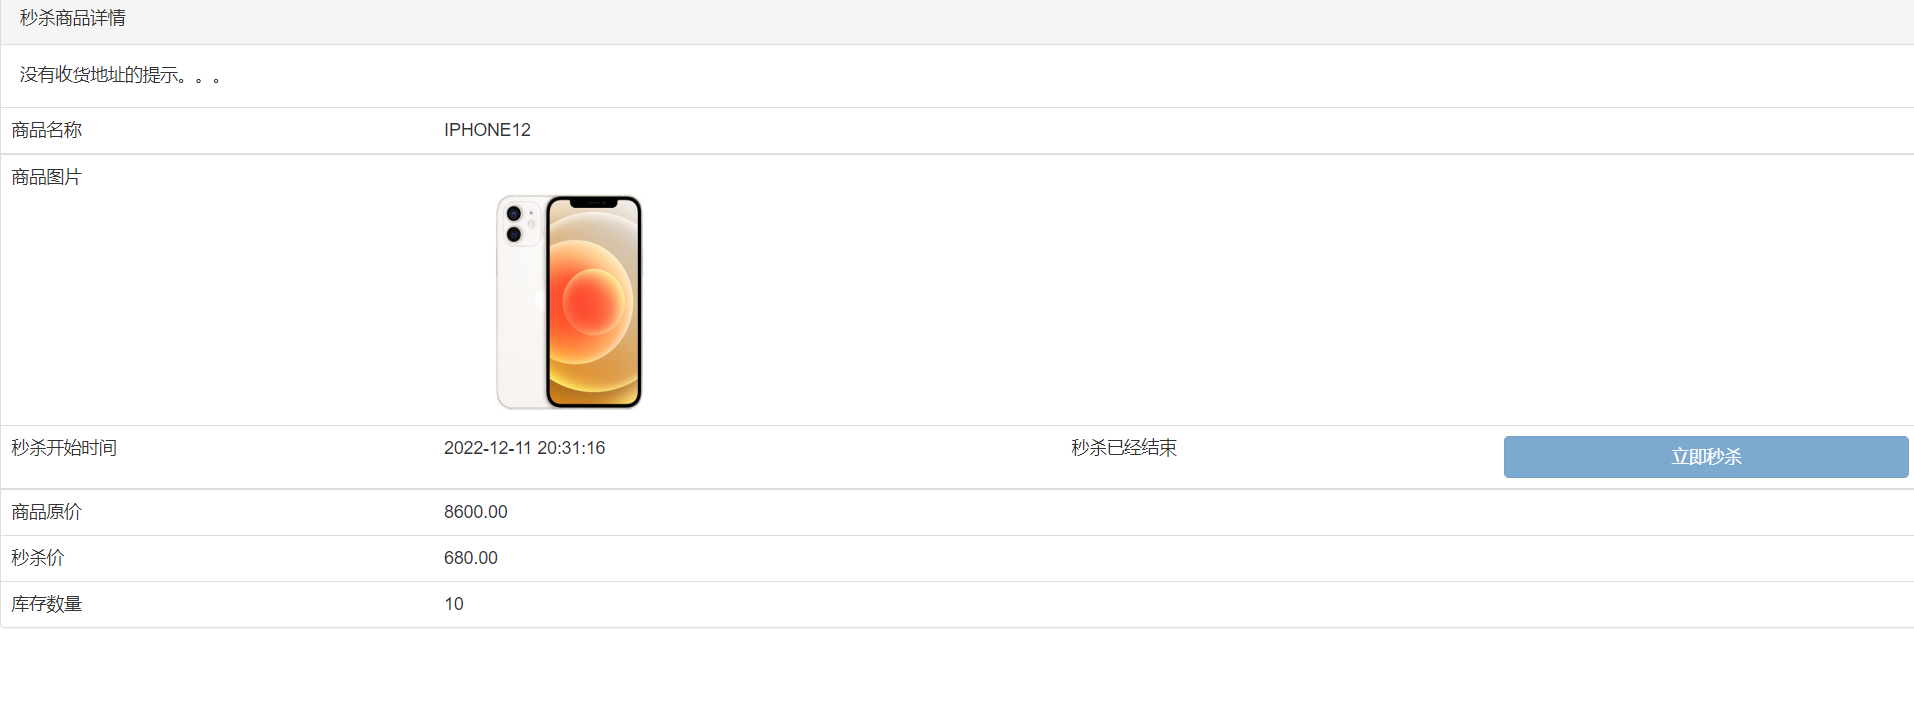 秒杀商品详情
没有收货地址的提示。。。
商品名称 IPHONE12
商品图片
秒杀开始时间 2022-12-11 20:31:16 秒杀已经结束 立即秒杀
商品原价 8600.00
秒杀价 680.00
库存数量 10